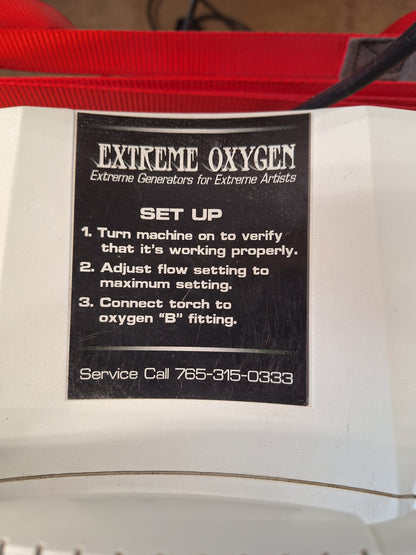 EXTREME OXYGEN
Extreme Generators for Extreme Artists
SET UP
1. Turn machine on to verify
that it's working properly.
2. Adjust flow setting to
maximum setting.
3. Connect torch to
oxygen "B" fitting.
Service Call 765-315-0333